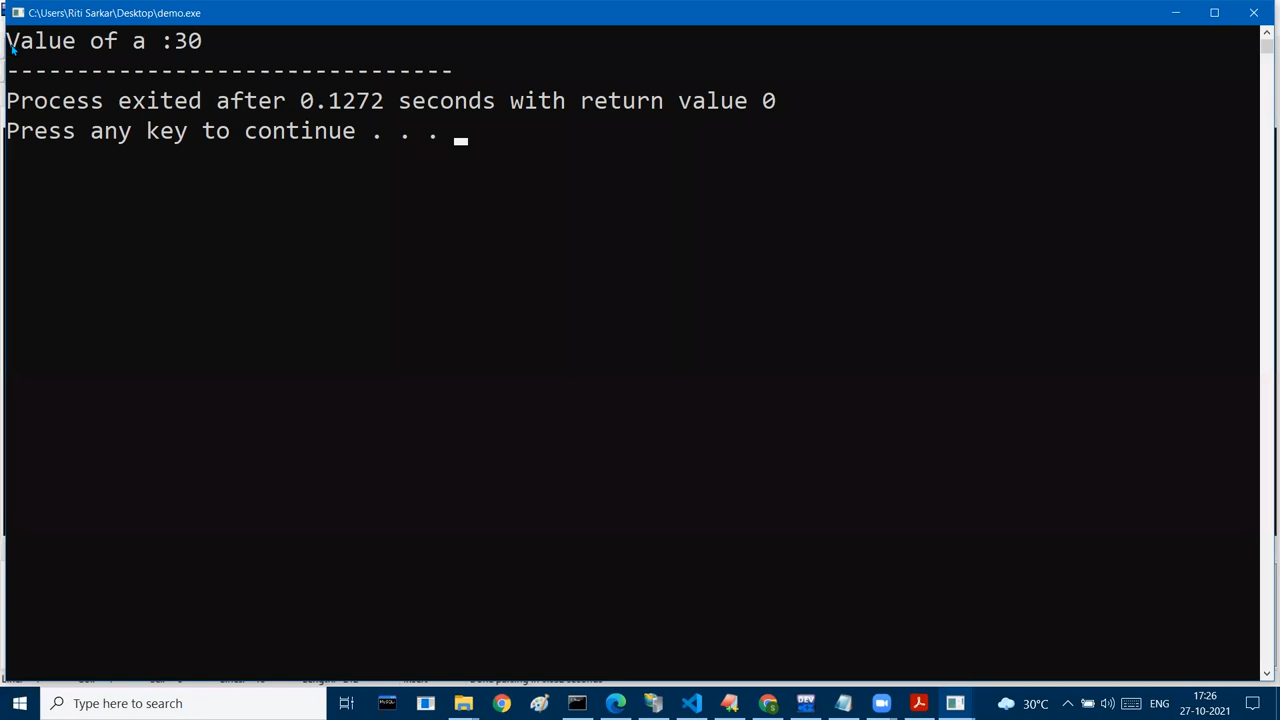 C:\Users\Riti Sarkar\Desktop\demo.exe
Value of a :30
--------------------------------
Process exited after 0.1272 seconds with return value 0
Press any key to continue . . .
Type here to search
30°C
ENG
17:26
27-10-2021